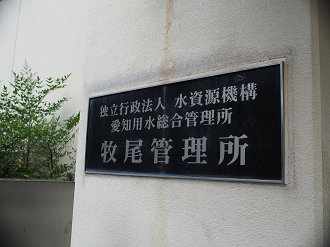 独立行政法人 水資源機構
愛知用水総合管理所
牧尾管理所